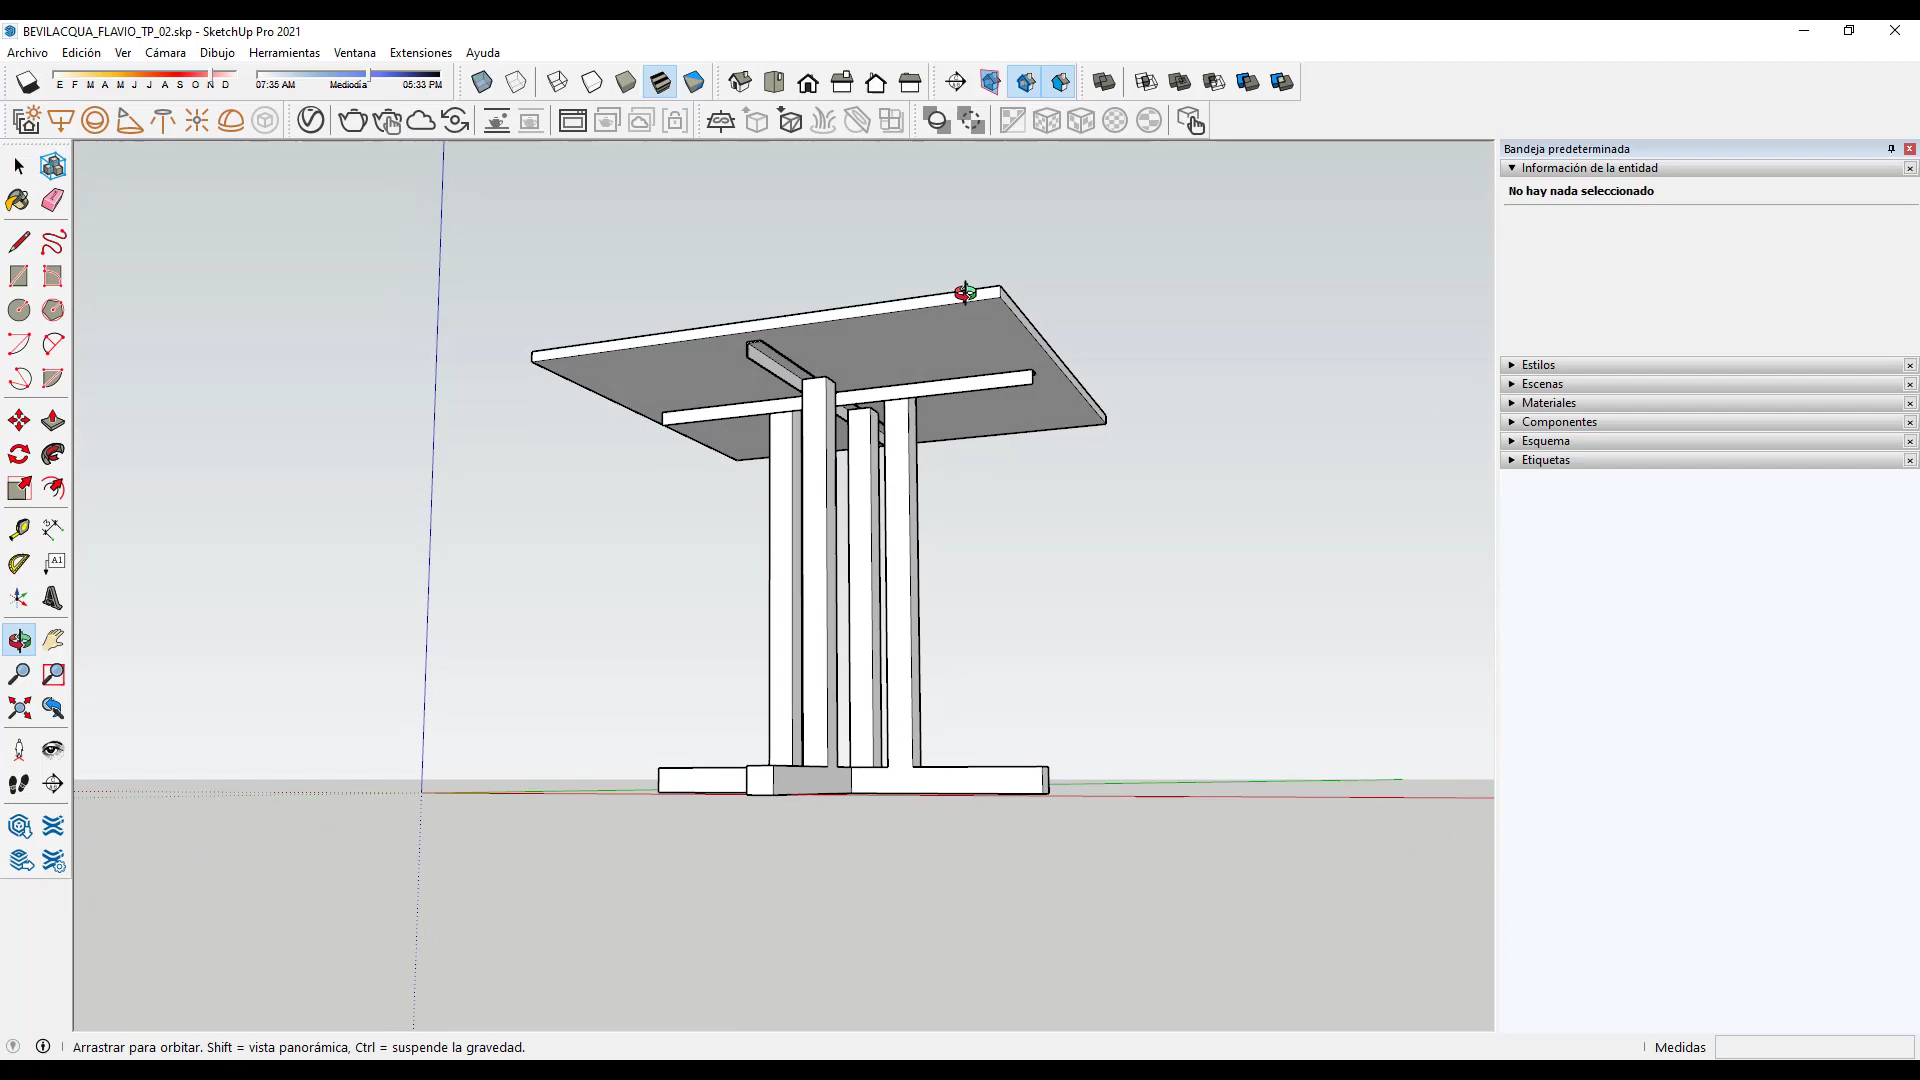 BEVILACQUA_FLAVIO_TP_02.skp - SketchUp Pro 2021
Archivo Edición Ver Cámara Dibujo Herramientas Ventana Extensiones Ayuda
E F M A M J J A S O N D 07:35 AM Mediodía 05:33 PM
Bandeja predeterminada
Información de la entidad
No hay nada seleccionado
Estilos
Escenas
Materiales
Componentes
Esquema
Etiquetas
A1
Arrastrar para orbitar. Shift = vista panorámica, Ctrl = suspende la gravedad.
Medidas